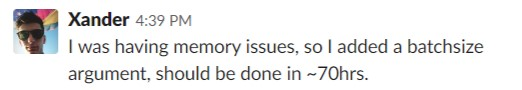 Xander 4:39 PM
I was having memory issues, so I added a batchsize
argument, should be done in ~70hrs.